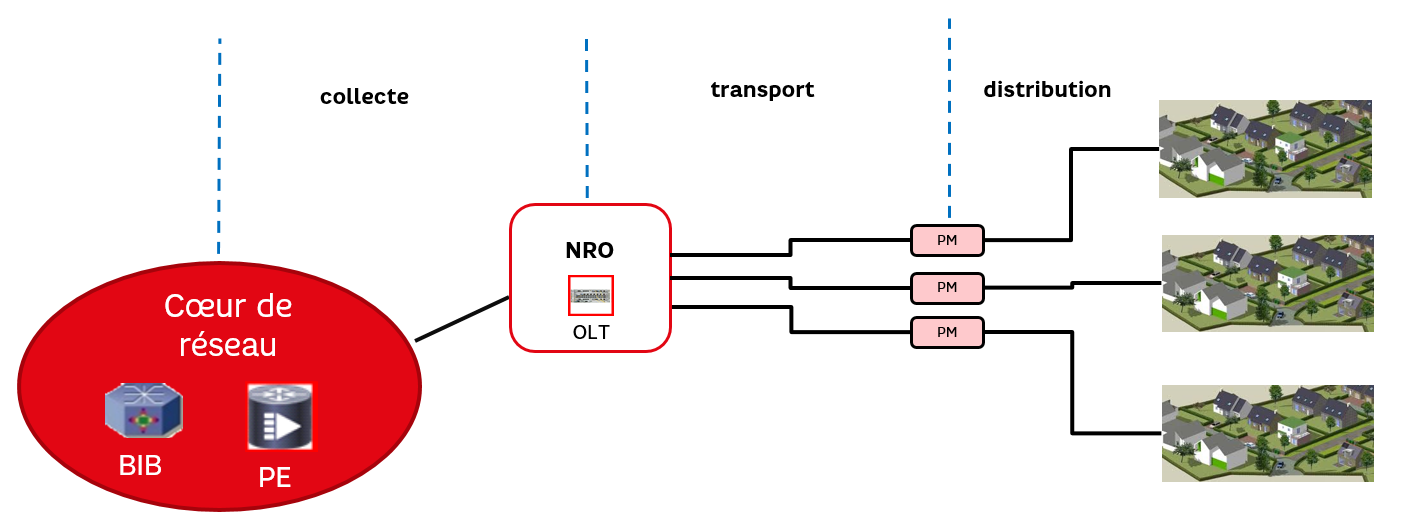 collecte
transport
distribution
NRO
OLT
PM
PM
PM
Cœur de
réseau
BIB
PE